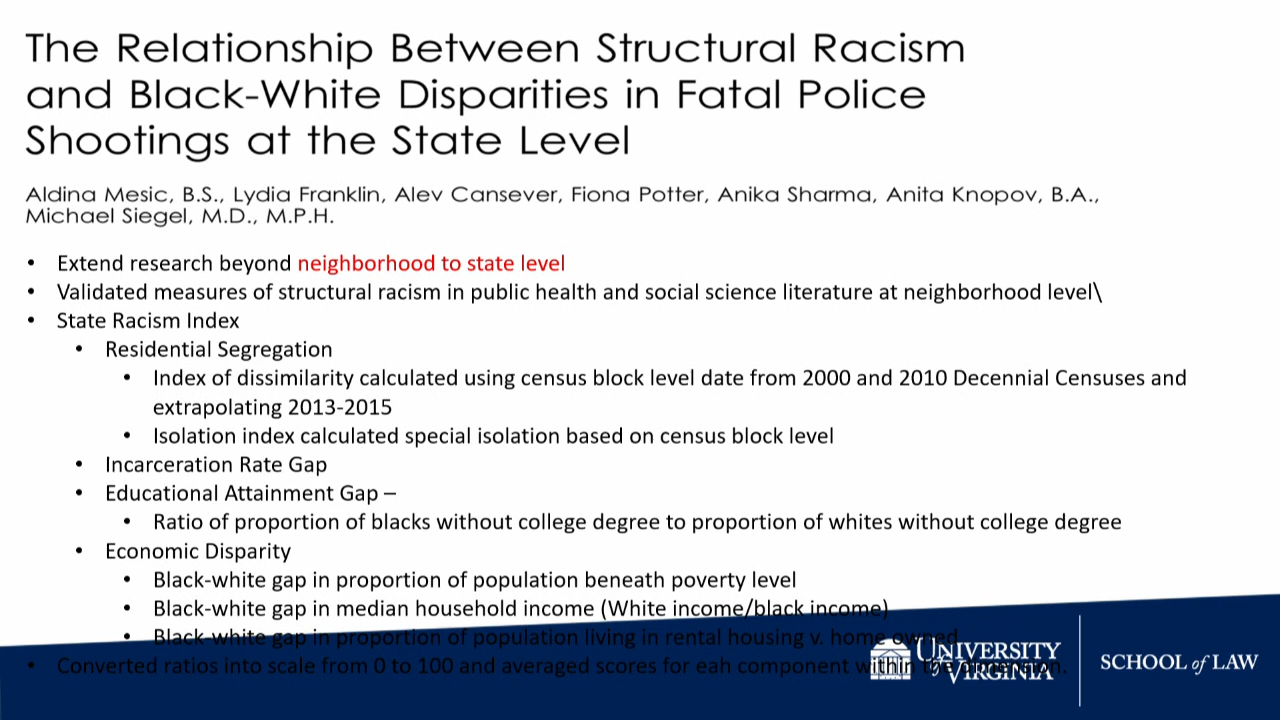 The Relationship Between Structural Racism
and Black-White Disparities in Fatal Police
Shootings at the State Level
Aldina Mesic, B.S., Lydia Franklin, Alev Cansever, Fiona Potter, Anika Sharma, Anita Knopov, B.A.,
Michael Siegel, M.D., M.P.H.
• Extend research beyond neighborhood to state level
• Validated measures of structural racism in public health and social science literature at neighborhood level\
• State Racism Index
• Residential Segregation
• Index of dissimilarity calculated using census block level date from 2000 and 2010 Decennial Censuses and
extrapolating 2013-2015
• Isolation index calculated special isolation based on census block level
• Incarceration Rate Gap
• Educational Attainment Gap –
• Ratio of proportion of blacks without college degree to proportion of whites without college degree
• Economic Disparity
• Black-white gap in proportion of population beneath poverty level
• Black-white gap in median household income (White income/black income)
• Black-white gap in proportion of population living in rental housing v. home owned
• Converted ratios into scale from 0 to 100 and averaged scores for eah component within
UNIVERSITY
of VIRGINIA
SCHOOL of LAW